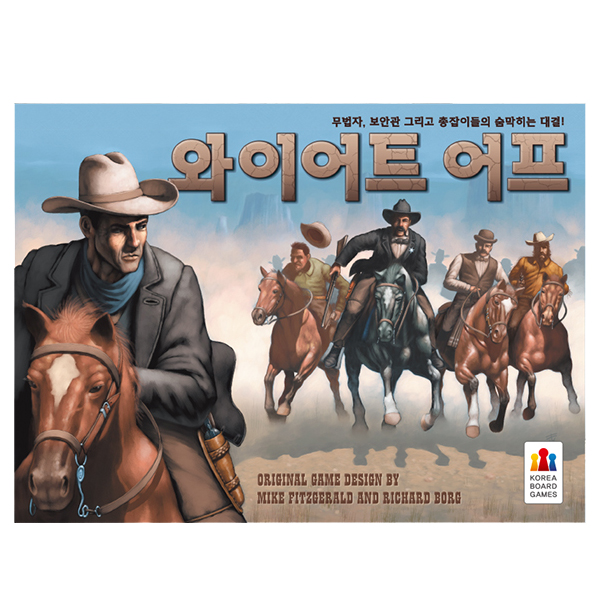 무법자, 보안관 그리고 총잡이들의 숨막히는 대결!
와이어트 어프
ORIGINAL GAME DESIGN BY
MIKE FITZGERALD AND RICHARD BORG
KOREA
BOARD
GAMES